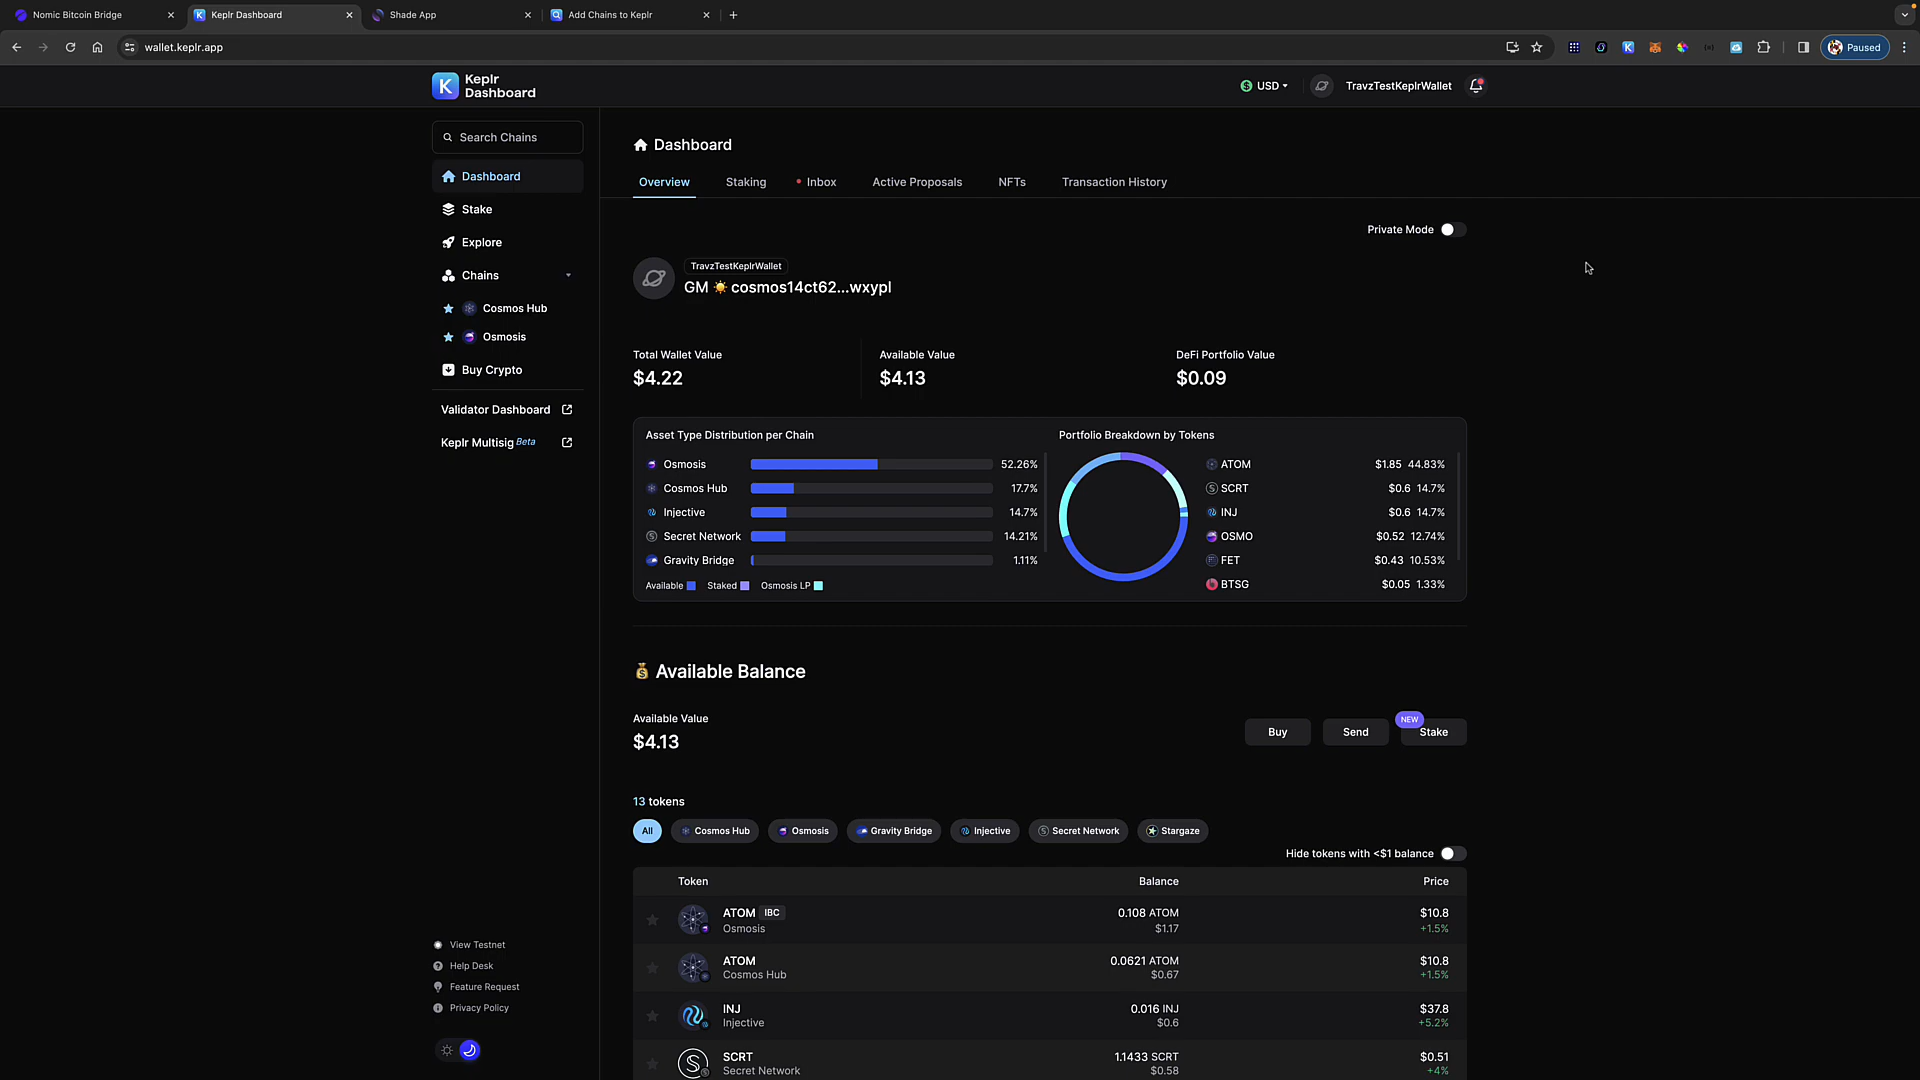 Nomic Bitcoin Bridge
Keplr Dashboard
Shade App
Add Chains to Keplr
wallet.keplr.app
Paused
Keplr
Dashboard
USD
TravzTestKeplrWallet
Search Chains
Dashboard
Stake
Explore
Chains
Cosmos Hub
Osmosis
Buy Crypto
Validator Dashboard
Keplr Multisig Beta
View Testnet
Help Desk
Feature Request
Privacy Policy
Dashboard
Overview
Staking
Inbox
Active Proposals
NFTs
Transaction History
Private Mode
TravzTestKeplrWallet
GM ☀️ cosmos14ct62...wxypl
Total Wallet Value
$4.22
Available Value
$4.13
DeFi Portfolio Value
$0.09
Asset Type Distribution per Chain
Osmosis 52.26%
Cosmos Hub 17.7%
Injective 14.7%
Secret Network 14.21%
Gravity Bridge 1.11%
Available Staked Osmosis LP
Portfolio Breakdown by Tokens
ATOM $1.85 44.83%
SCRT $0.6 14.7%
INJ $0.6 14.7%
OSMO $0.52 12.74%
FET $0.43 10.53%
BTSG $0.05 1.33%
💰 Available Balance
Available Value
$4.13
Buy
Send
NEW
Stake
13 tokens
All
Cosmos Hub
Osmosis
Gravity Bridge
Injective
Secret Network
Stargaze
Hide tokens with <$1 balance
Token Balance Price
ATOM IBC 0.108 ATOM $10.8
Osmosis $1.17 +1.5%
ATOM 0.0621 ATOM $10.8
Cosmos Hub $0.67 +1.5%
INJ 0.016 INJ $37.8
Injective $0.6 +5.2%
SCRT 1.1433 SCRT $0.51
Secret Network $0.58 +4%